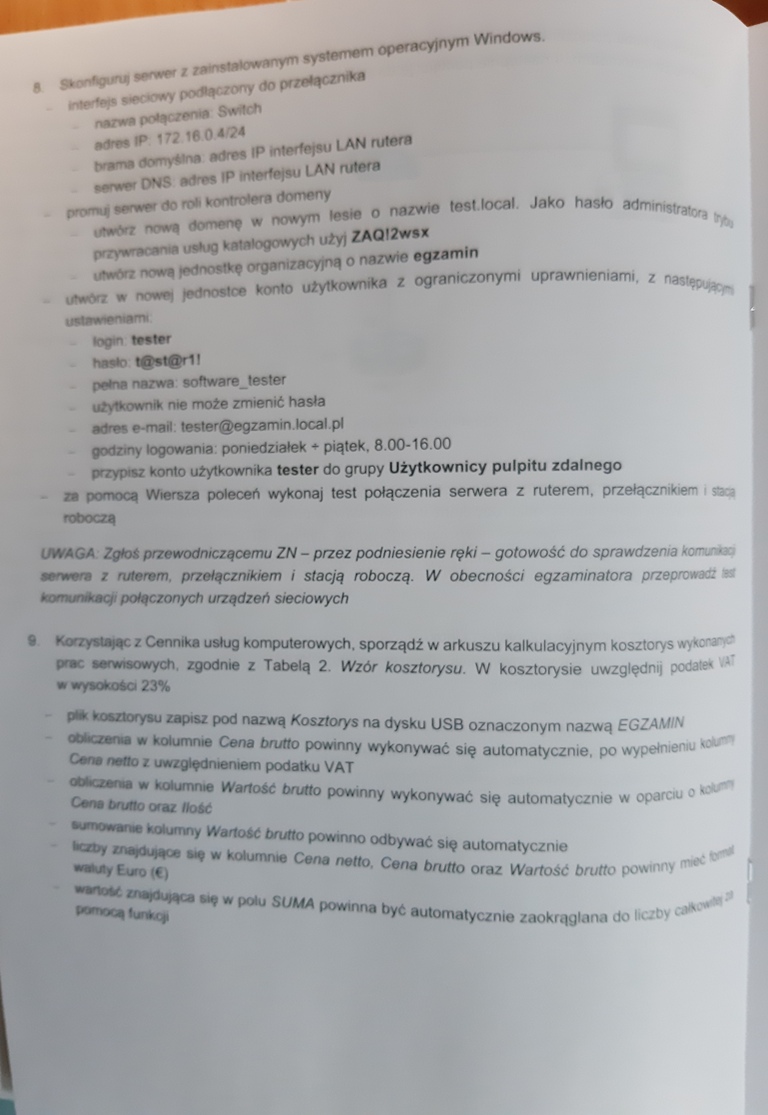 8. Skonfiguruj serwer z zainstalowanym systemem operacyjnym Windows.
– interfejs sieciowy podłączony do przełącznika
– nazwa połączenia: Switch
– adres IP: 172.16.0.4/24
– brama domyślna: adres IP interfejsu LAN rutera
– serwer DNS: adres IP interfejsu LAN rutera
– promuj serwer do roli kontrolera domeny
– utwórz nową domenę w nowym lesie o nazwie test.local. Jako hasło administratora trybu
przywracania usług katalogowych użyj ZAQ!2wsx
– utwórz nową jednostkę organizacyjną o nazwie egzamin
– utwórz w nowej jednostce konto użytkownika z ograniczonymi uprawnieniami, z następującymi
ustawieniami:
– login: tester
– hasło: t@st@r1!
– pełna nazwa: software_tester
– użytkownik nie może zmienić hasła
– adres e-mail: tester@egzamin.local.pl
– godziny logowania: poniedziałek ÷ piątek, 8.00-16.00
– przypisz konto użytkownika tester do grupy Użytkownicy pulpitu zdalnego
– za pomocą Wiersza poleceń wykonaj test połączenia serwera z ruterem, przełącznikiem i stacją
roboczą
UWAGA: Zgłoś przewodniczącemu ZN – przez podniesienie ręki – gotowość do sprawdzenia komunikacji
serwera z ruterem, przełącznikiem i stacją roboczą. W obecności egzaminatora przeprowadź test
komunikacji połączonych urządzeń sieciowych
9. Korzystając z Cennika usług komputerowych, sporządź w arkuszu kalkulacyjnym kosztorys wykonanych
prac serwisowych, zgodnie z Tabelą 2. Wzór kosztorysu. W kosztorysie uwzględnij podatek VAT
w wysokości 23%
– plik kosztorysu zapisz pod nazwą Kosztorys na dysku USB oznaczonym nazwą EGZAMIN
– obliczenia w kolumnie Cena brutto powinny wykonywać się automatycznie, po wypełnieniu kolumny
Cena netto z uwzględnieniem podatku VAT
– obliczenia w kolumnie Wartość brutto powinny wykonywać się automatycznie w oparciu o kolumny
Cena brutto oraz Ilość
– sumowanie kolumny Wartość brutto powinno odbywać się automatycznie
– liczby znajdujące się w kolumnie Cena netto, Cena brutto oraz Wartość brutto powinny mieć format
waluty Euro (€)
– wartość znajdująca się w polu SUMA powinna być automatycznie zaokrąglana do liczby całkowitej za
pomocą funkcji